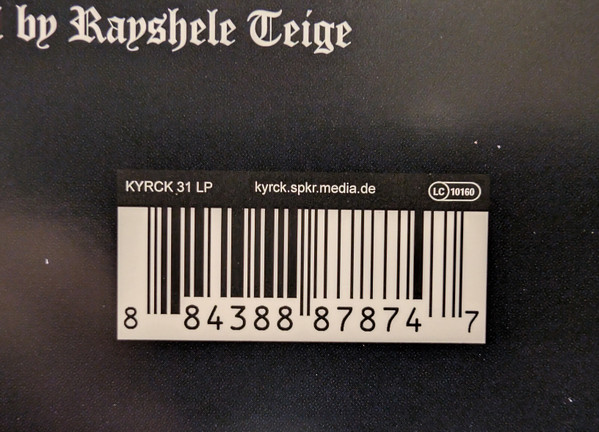 by Rayshele Teige
KYRCK 31 LP kyrck.spkr.media.de LC 10160
8 84388 87874 7